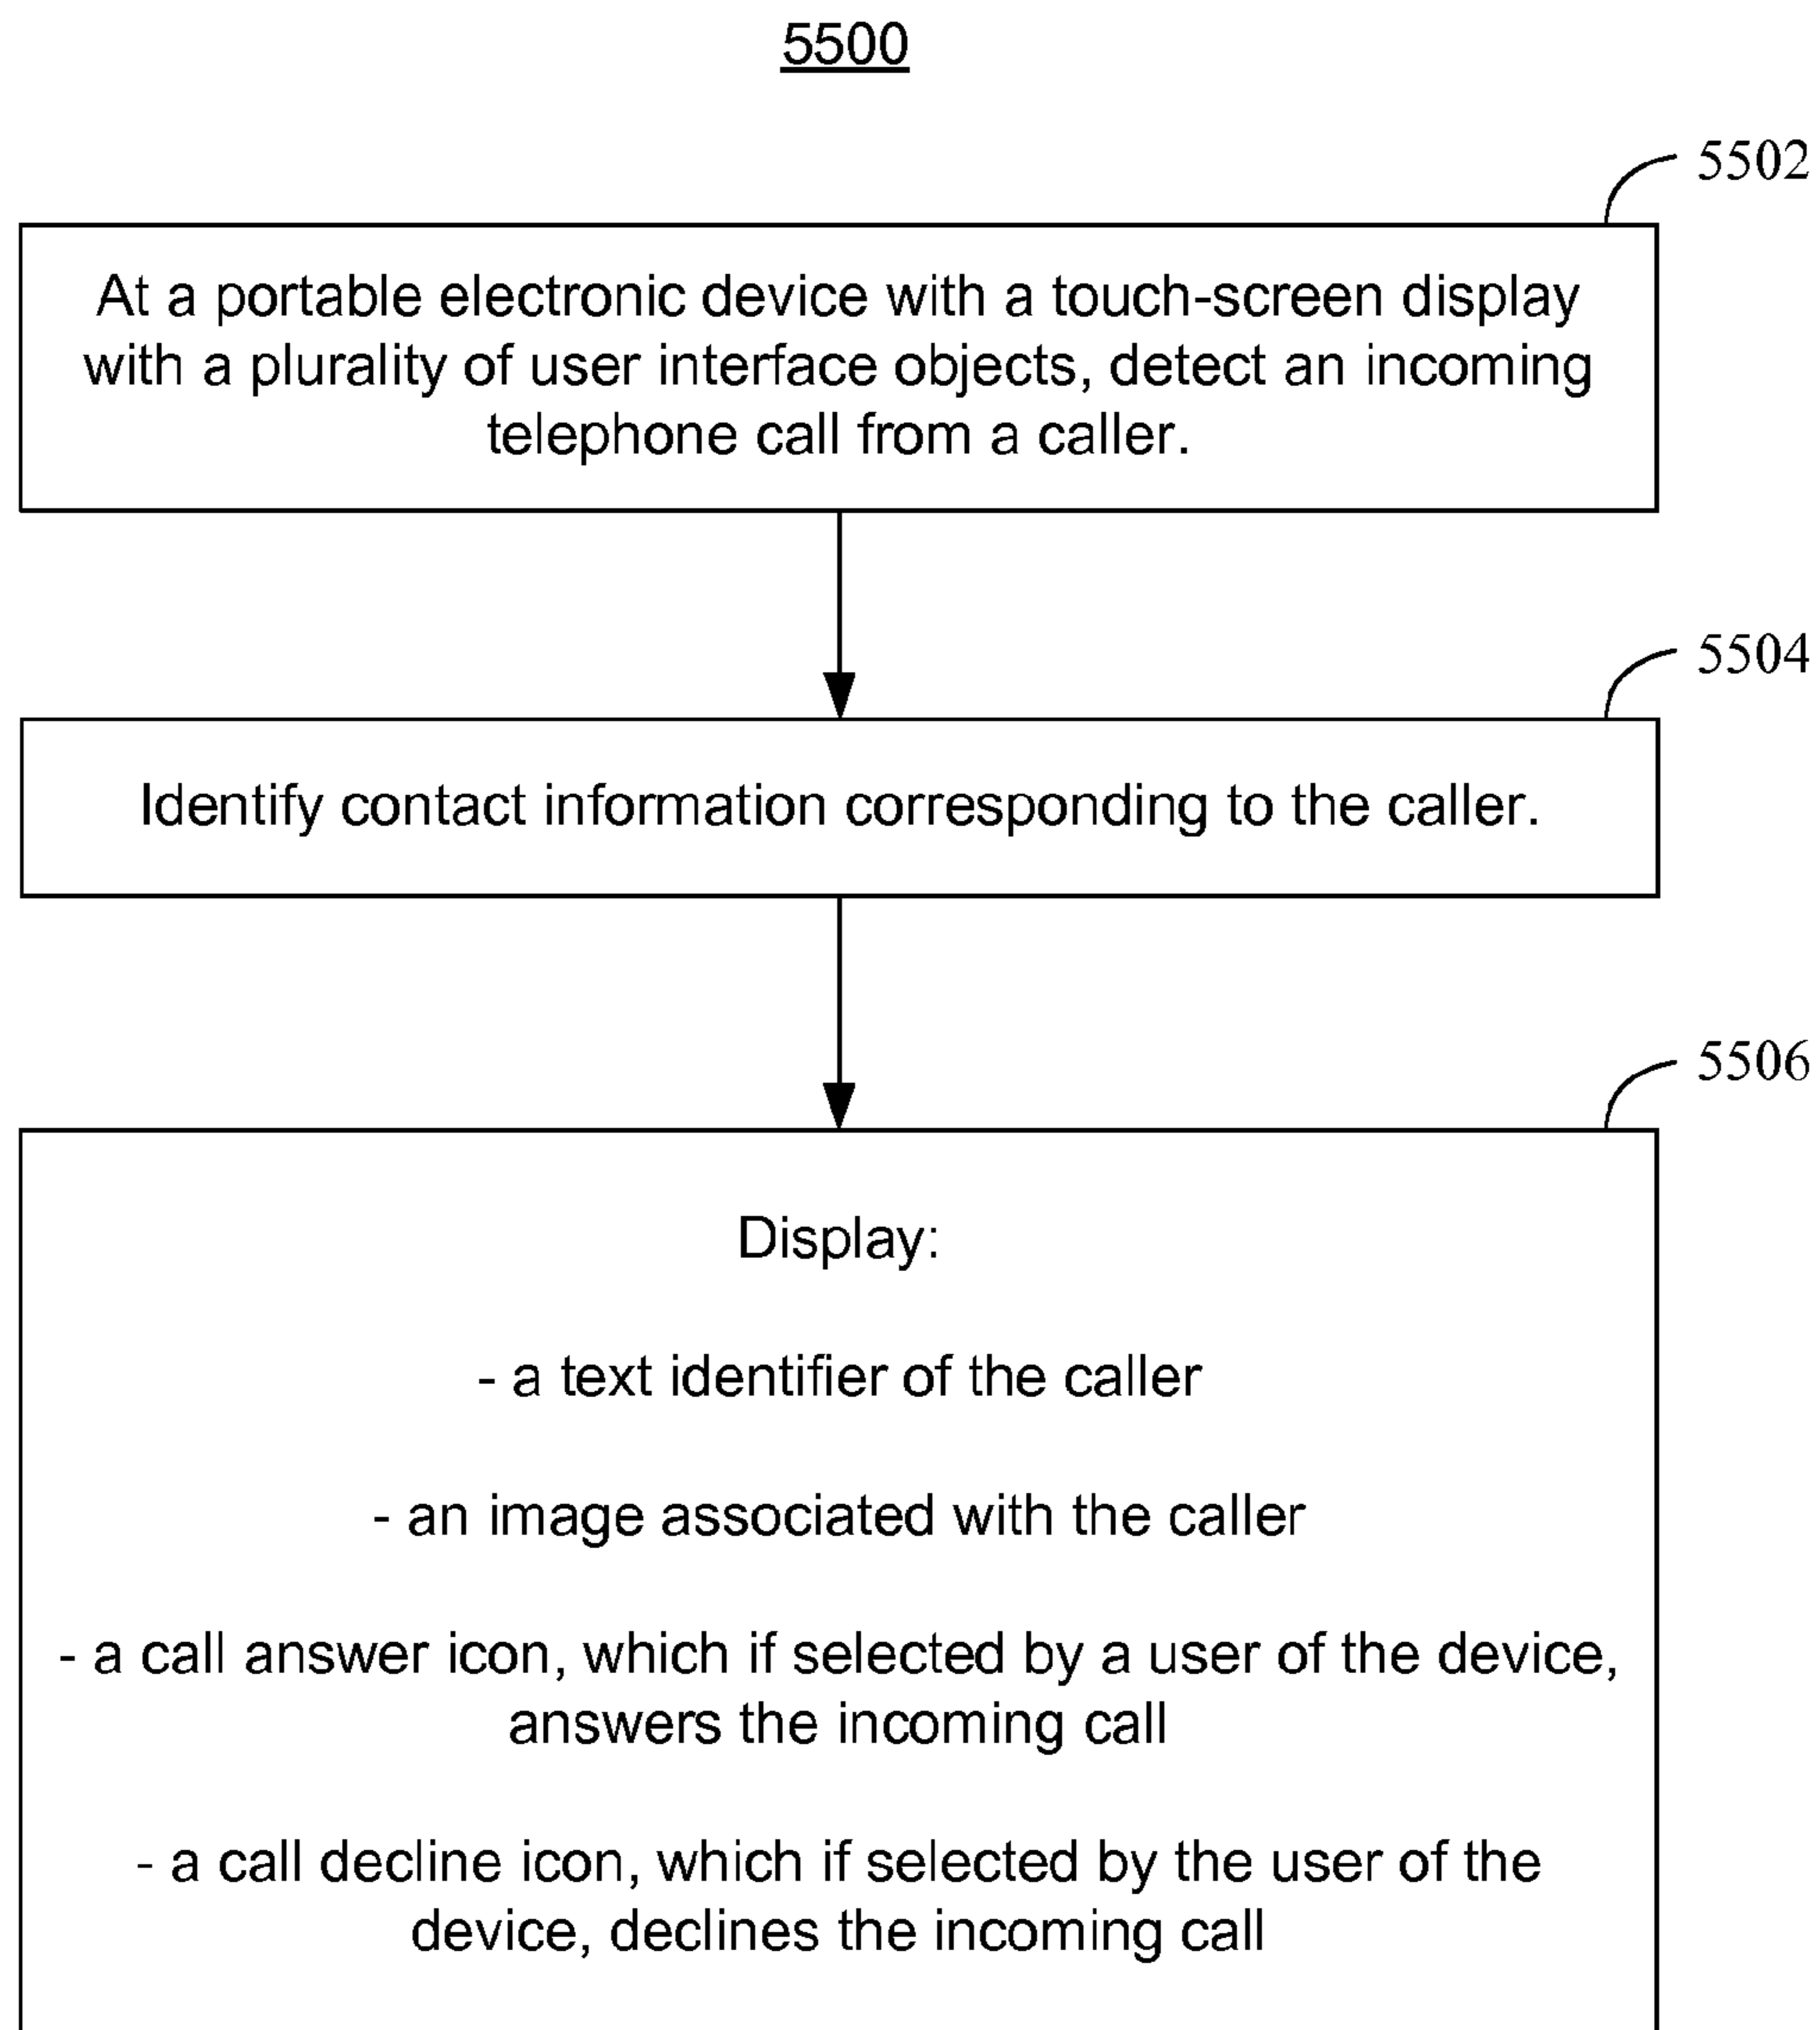 5500
5502
At a portable electronic device with a touch-screen display
with a plurality of user interface objects, detect an incoming
telephone call from a caller.
5504
Identify contact information corresponding to the caller.
5506
Display:
- a text identifier of the caller
- an image associated with the caller
- a call answer icon, which if selected by a user of the device,
answers the incoming call
- a call decline icon, which if selected by the user of the
device, declines the incoming call